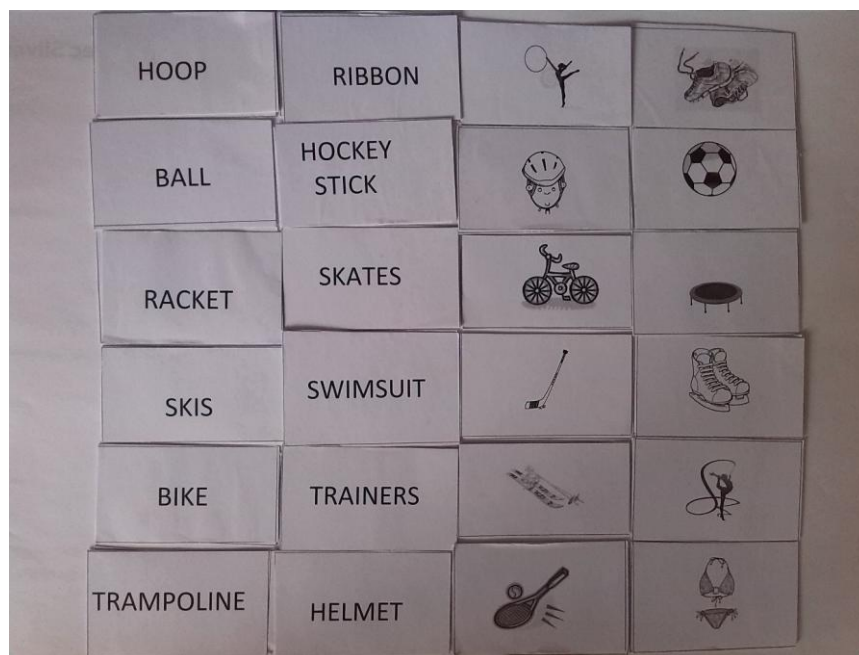 HOOP
RIBBON
BALL
HOCKEY
STICK
RACKET
SKATES
SKIS
SWIMSUIT
BIKE
TRAINERS
TRAMPOLINE
HELMET